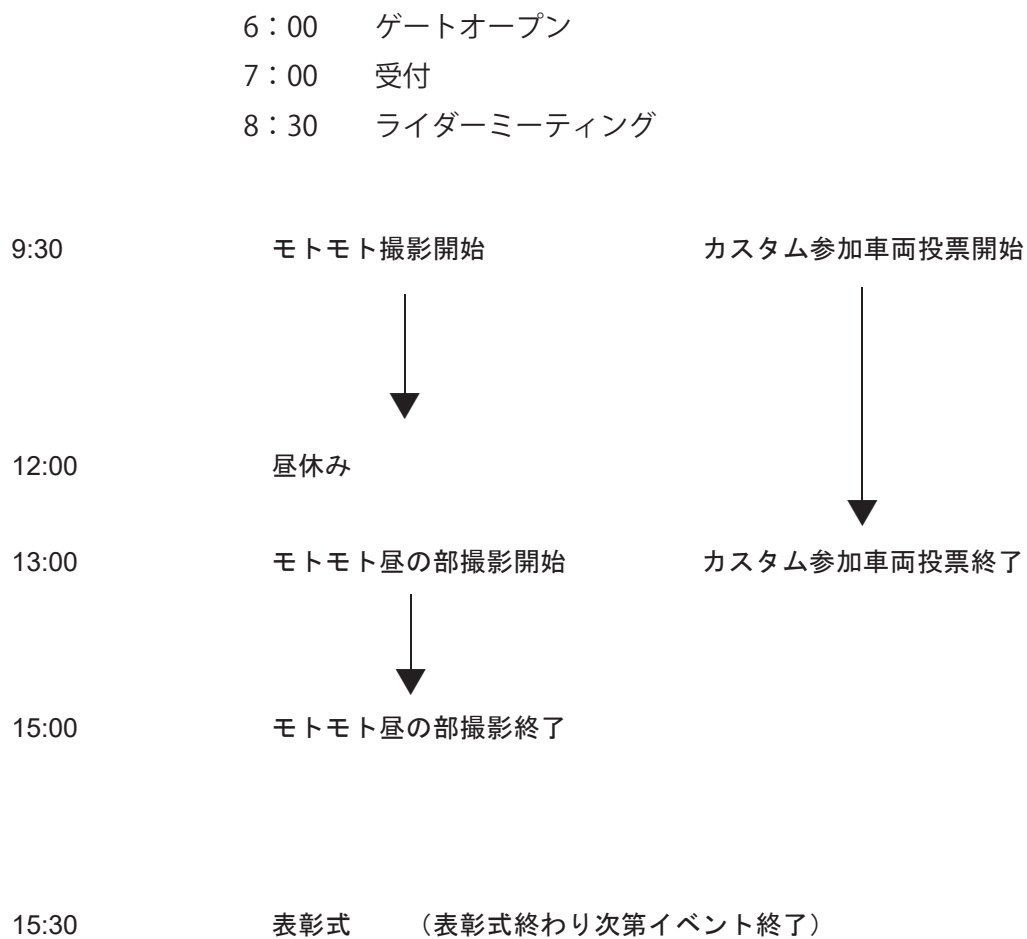 6：00　ゲートオープン
7：00　受付
8：30　ライダーミーティング
9:30　モトモト撮影開始　カスタム参加車両投票開始
12:00　昼休み
13:00　モトモト昼の部撮影開始　カスタム参加車両投票終了
15:00　モトモト昼の部撮影終了
15:30　表彰式　（表彰式終わり次第イベント終了）